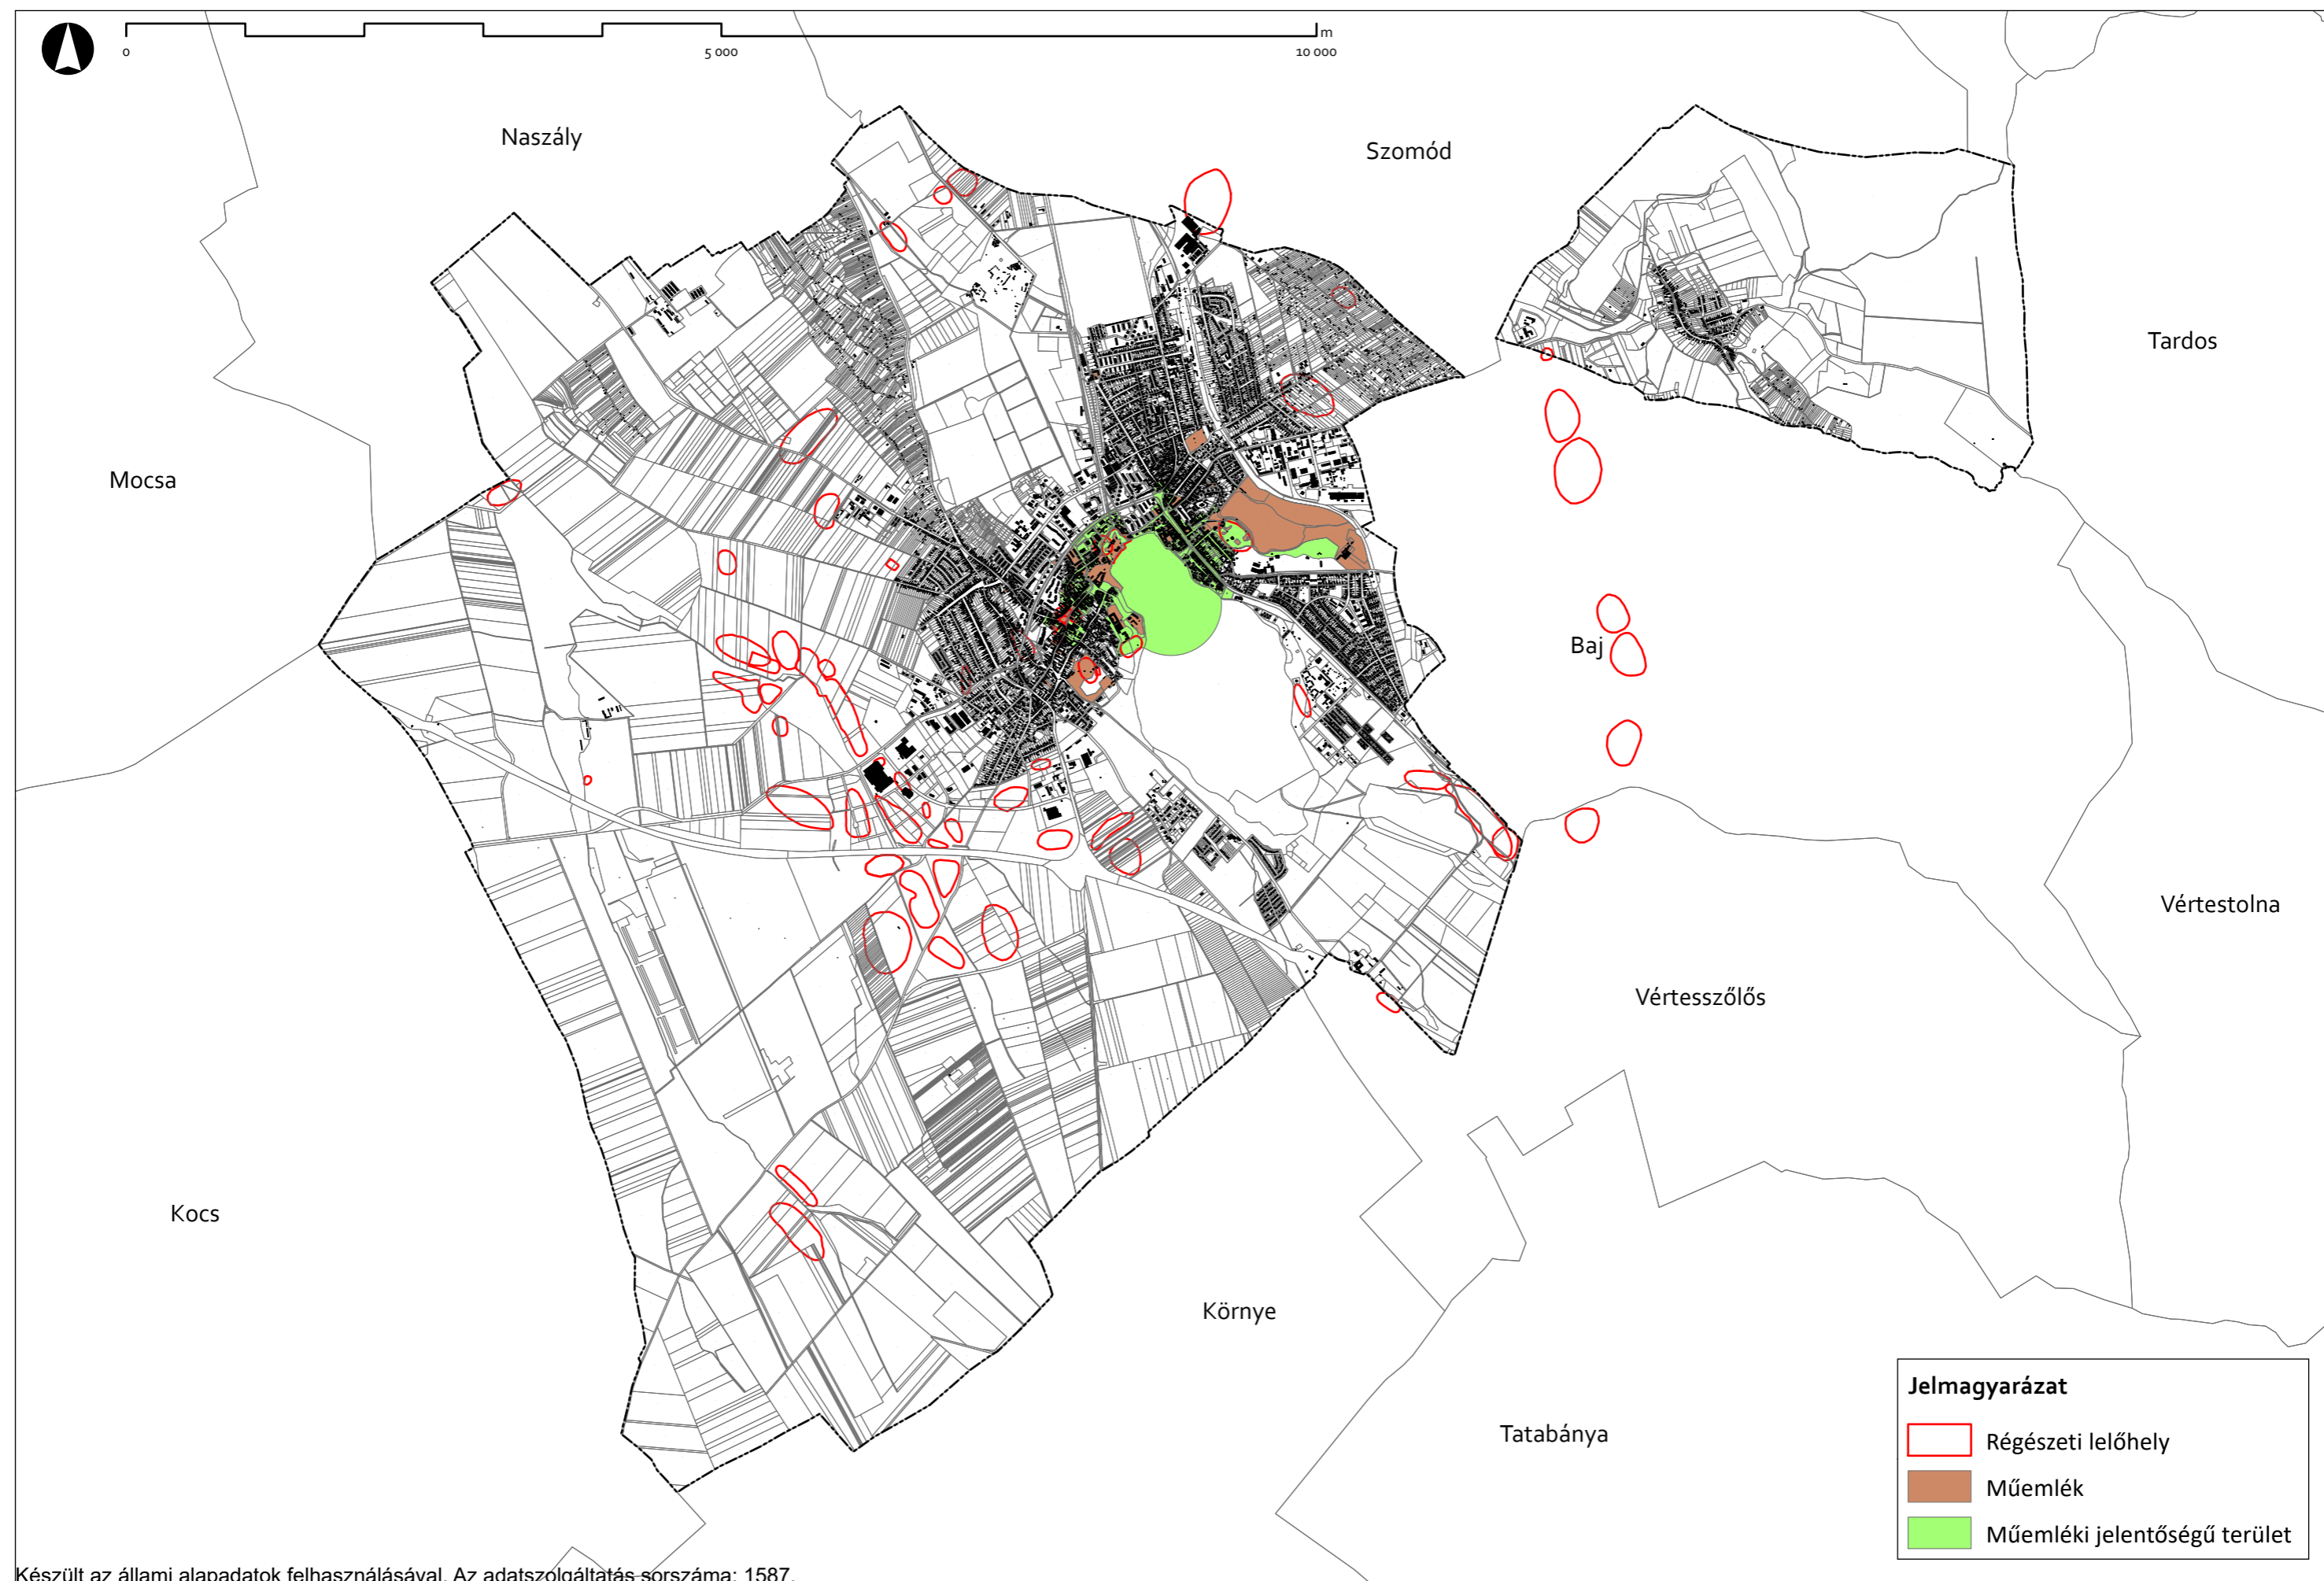 m
0
5 000
10 000
Naszály
Szomód
Tardos
Mocsa
Baj
Vértestolna
Vértesszőlős
Kocs
Környe
Tatabánya
Jelmagyarázat
Régészeti lelőhely
Műemlék
Műemléki jelentőségű terület
Készült az állami alapadatok felhasználásával. Az adatszolgáltatás sorszáma: 1587.